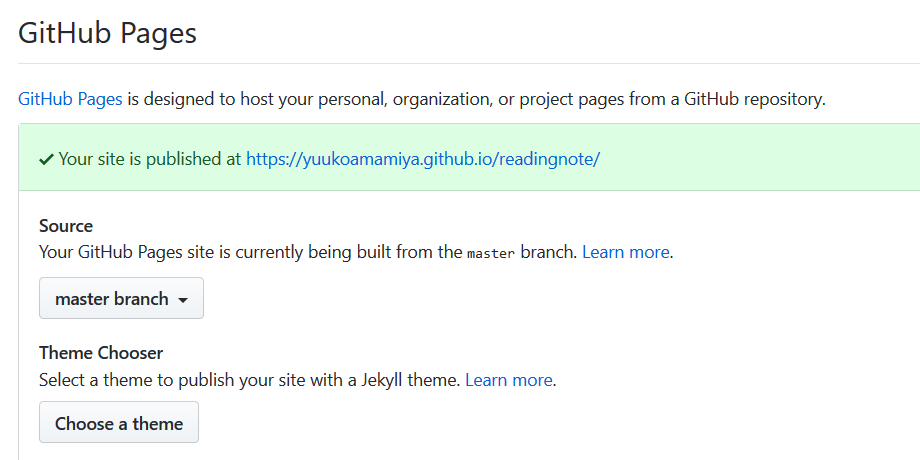 GitHub Pages
GitHub Pages is designed to host your personal, organization, or project pages from a GitHub repository.
Your site is published at https://yuukoamamiya.github.io/readingnote/
Source
Your GitHub Pages site is currently being built from the master branch. Learn more.
master branch
Theme Chooser
Select a theme to publish your site with a Jekyll theme. Learn more.
Choose a theme